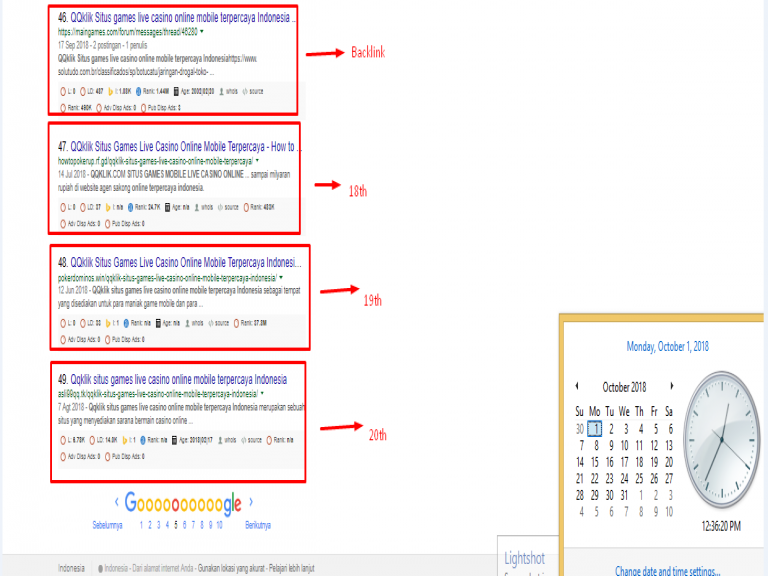 46. QQklik Situs games live casino online mobile terpercaya Indonesia ...
https://maingames.com/forum/messages/thread/46280
17 Sep 2018 - 2 postingan - 1 penulis
QQklik Situs games live casino online mobile terpercaya Indonesiahttps://www.
solutudo.com.br/classificados/sp/botucatu/jaringan-drogal-toko- ...
L: 0 LD: 487 I: 1.88K Rank: 1.44M Age: 2002|02|20 whois source
Rank: 480K Adv Disp Ads: 0 Pub Disp Ads: 3
Backlink
47. QQklik Situs Games Live Casino Online Mobile Terpercaya - How to ...
howtopokerup.rf.gd/qqklik-situs-games-live-casino-online-mobile-terpercaya/
14 Jul 2018 - QQKLIK.COM SITUS GAMES MOBILE LIVE CASINO ONLINE ... sampai milyaran
rupiah di website agen sakong online terpercaya indonesia.
L: 0 LD: 37 I: n/a Rank: 24.7K Age: n/a whois source Rank: 403K
Adv Disp Ads: 0 Pub Disp Ads: 0
18th
48. QQklik Situs Games Live Casino Online Mobile Terpercaya Indonesi...
pokerdominos.win/qqklik-situs-games-live-casino-online-mobile-terpercaya-indonesia/
12 Jun 2018 - QQklik situs games live casino online mobile terpercaya Indonesia sebagai tempat
yang disediakan untuk para maniak game mobile dan para ...
L: 0 LD: 33 I: 1 Rank: n/a Age: n/a whois source Rank: 37.8M
Adv Disp Ads: 0 Pub Disp Ads: 0
19th
49. Qqklik situs games live casino online mobile terpercaya Indonesia
asli99qq.tk/qqklik-situs-games-live-casino-online-mobile-terpercaya-indonesia/
7 Agt 2018 - Qqklik situs games live casino online mobile terpercaya Indonesia merupakan sebuah
situs yang menyediakan sarana bermain casino online ...
L: 6.78K LD: 14.8K I: 1 Rank: n/a Age: 2018|02|17 whois source Rank: n/a
Adv Disp Ads: 0 Pub Disp Ads: 0
20th
Goooooooooogle
Sebelumnya 1 2 3 4 5 6 7 8 9 10 Berikutnya
Indonesia Indonesia - Dari alamat internet Anda - Gunakan lokasi yang akurat - Pelajari lebih lanjut
Lightshot
Monday, October 1, 2018
October 2018
Su Mo Tu We Th Fr Sa
30 1 2 3 4 5 6
7 8 9 10 11 12 13
14 15 16 17 18 19 20
21 22 23 24 25 26 27
28 29 30 31 1 2 3
4 5 6 7 8 9 10
12:36:20 PM
Change date and time settings...